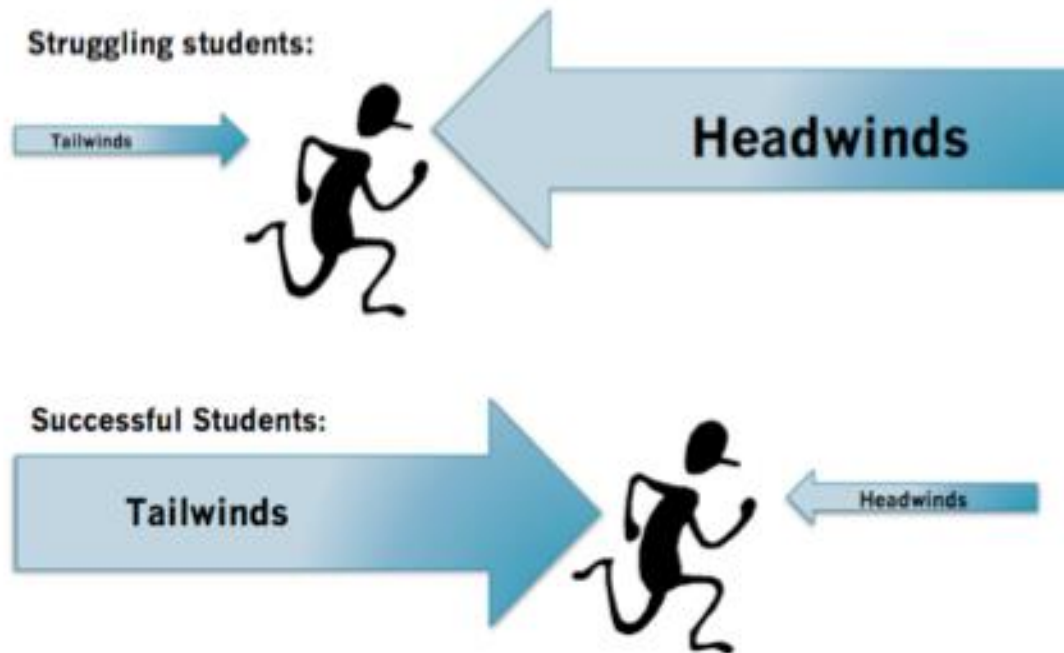 Struggling students:
Tailwinds
Headwinds
Successful Students:
Tailwinds
Headwinds